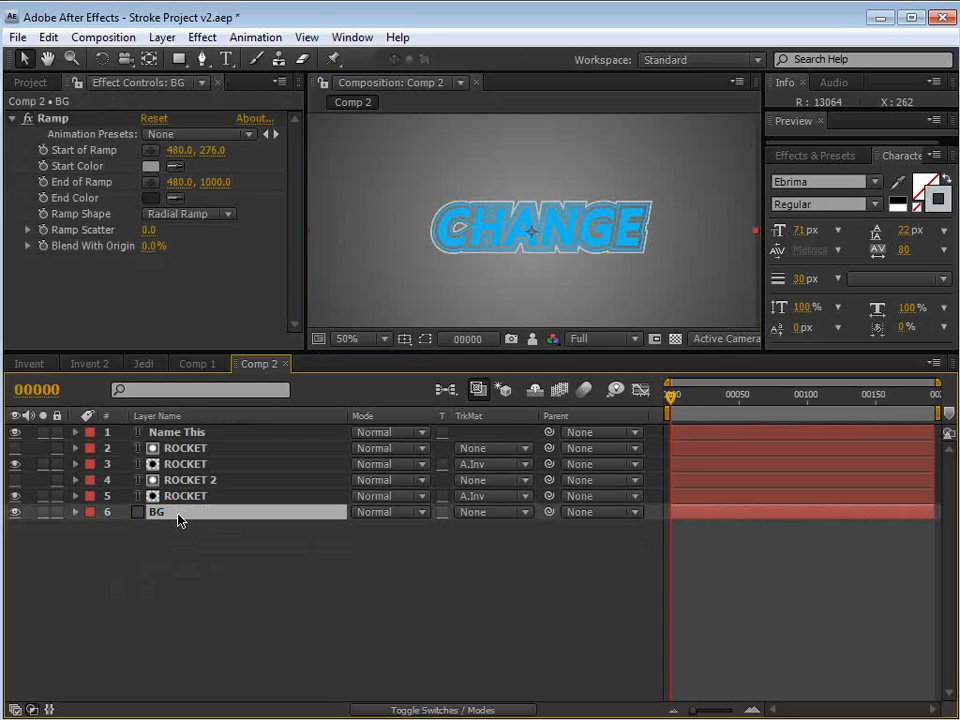 Adobe After Effects - Stroke Project v2.aep *
File Edit Composition Layer Effect Animation View Window Help
Workspace: Standard Search Help
Project Effect Controls: BG Composition: Comp 2 Info Audio
Comp 2 • BG Comp 2 R : 13064 X : 262
fx Ramp Reset About...
Animation Presets: None
Start of Ramp 480.0, 276.0
Start Color
End of Ramp 480.0, 1000.0
End Color
Ramp Shape Radial Ramp
Ramp Scatter 0.0
Blend With Origin 0.0%
CHANGE
50% 00000 Full Active Camera
Preview
Effects & Presets Characte
Ebrima
Regular
71 px 22 px
Metrics 80
30 px
100 % 100 %
0 px 0 %
Invent Invent 2 Jedi Comp 1 Comp 2
00000
00050 00100 00150
# Layer Name Mode T TrkMat Parent
1 T Name This Normal None
2 T ROCKET Normal None None
3 T ROCKET Normal A.Inv None
4 T ROCKET 2 Normal None None
5 T ROCKET Normal A.Inv None
6 BG Normal None None
Toggle Switches / Modes